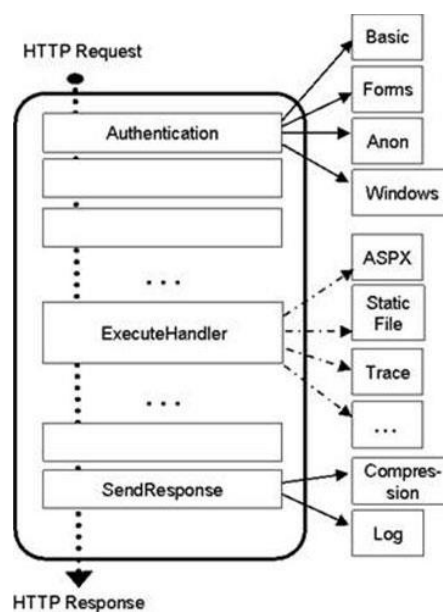 HTTP Request
Basic
Forms
Authentication
Anon
Windows
...
ASPX
ExecuteHandler
Static
File
Trace
...
...
SendResponse
Compres-
sion
Log
HTTP Response